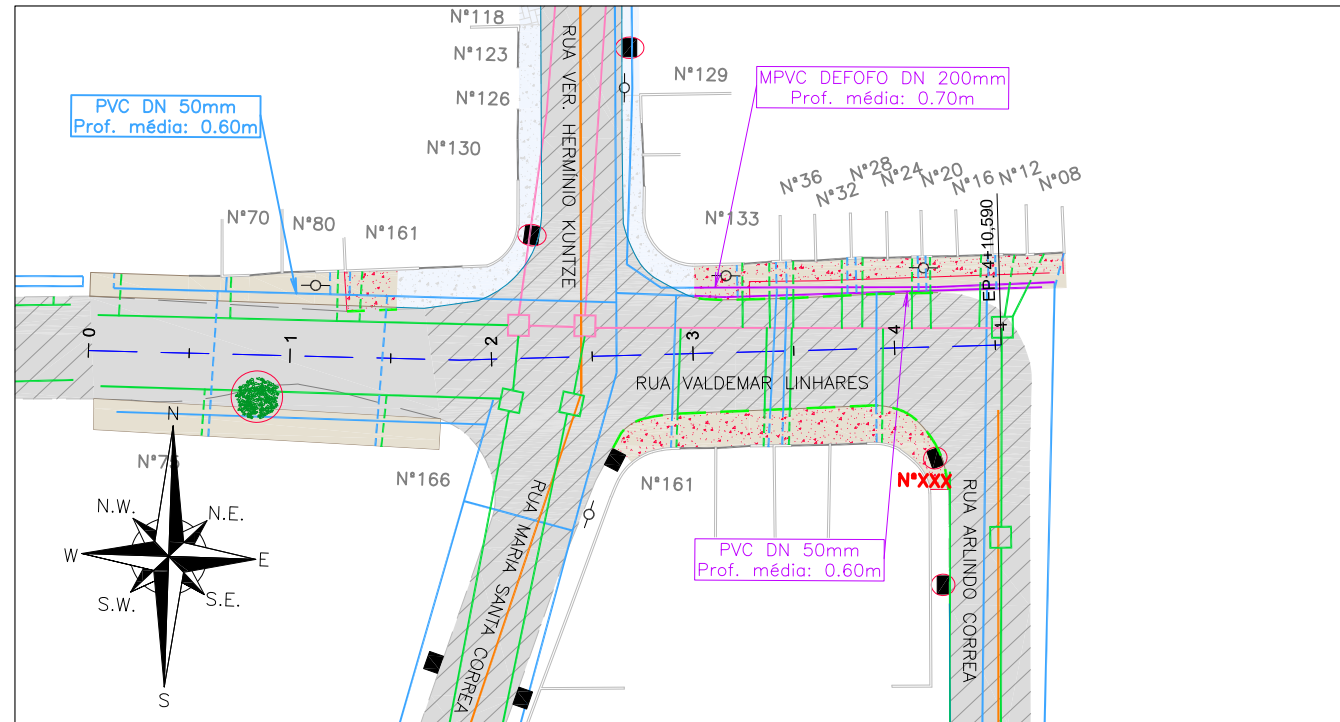 N°118
N°123
N°126
N°130
RUA VER. HERMÍNIO KUNTZE
N°129
MPVC DEFOFO DN 200mm
Prof. média: 0.70m
PVC DN 50mm
Prof. média: 0.60m
N°70
N°80
N°161
N°133
N°36
N°32
N°28
N°24
N°20
N°16
N°12
N°08
EP=4+10,590
0
1
2
3
4
RUA VALDEMAR LINHARES
N°75
N°166
N°161
N°XXX
RUA MARIA SANTA CORREA
RUA ARLINDO CORREA
PVC DN 50mm
Prof. média: 0.60m
N
N.W.
N.E.
W
E
S.W.
S.E.
S